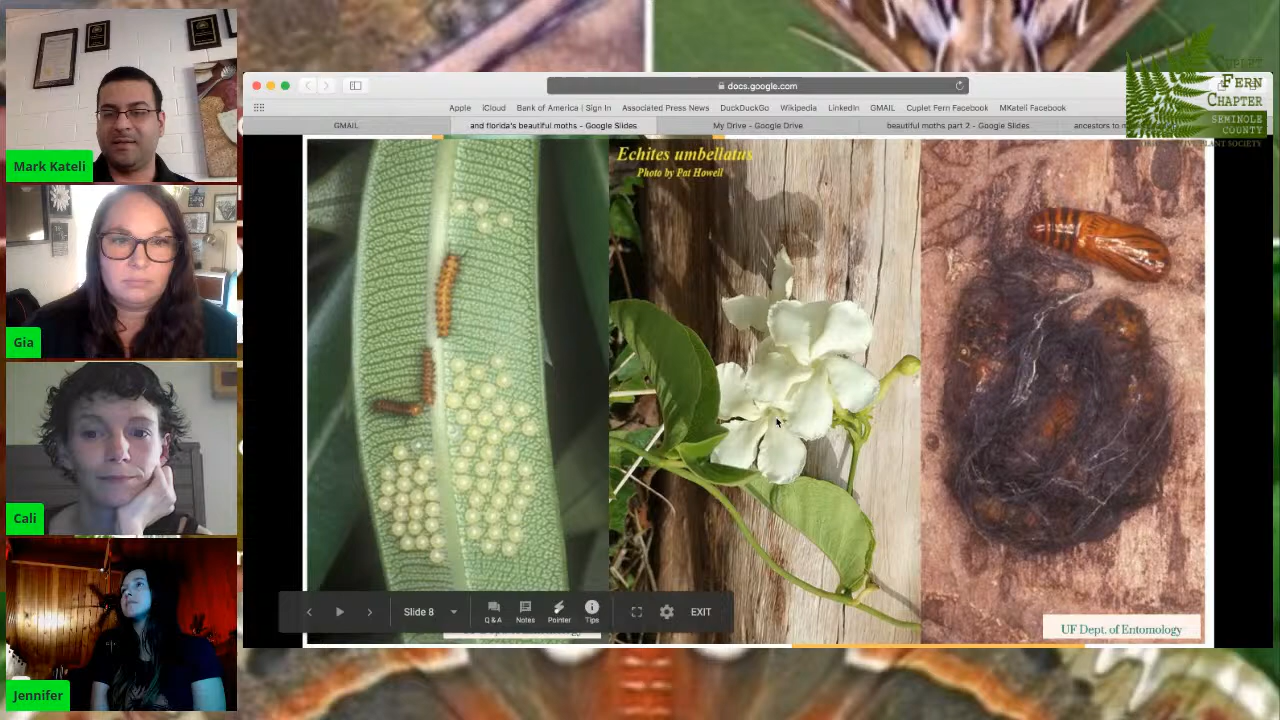 Mark Kateli
Gia
Cali
Jennifer
docs.google.com
Apple iCloud Bank of America | Sign In Associated Press News DuckDuckGo Wikipedia LinkedIn GMAIL Cuplet Fern Facebook MKateli Facebook
GMAIL and florida's beautiful moths - Google Slides My Drive - Google Drive beautiful moths part 2 - Google Slides ancestors to
CUPLET
FERN
CHAPTER
SEMINOLE
COUNTY
PLANT SOCIETY
Echites umbellatus
Photo by Pat Howell
UF Dept. of Entomology
Slide 8 Q & A Notes Pointer Tips EXIT